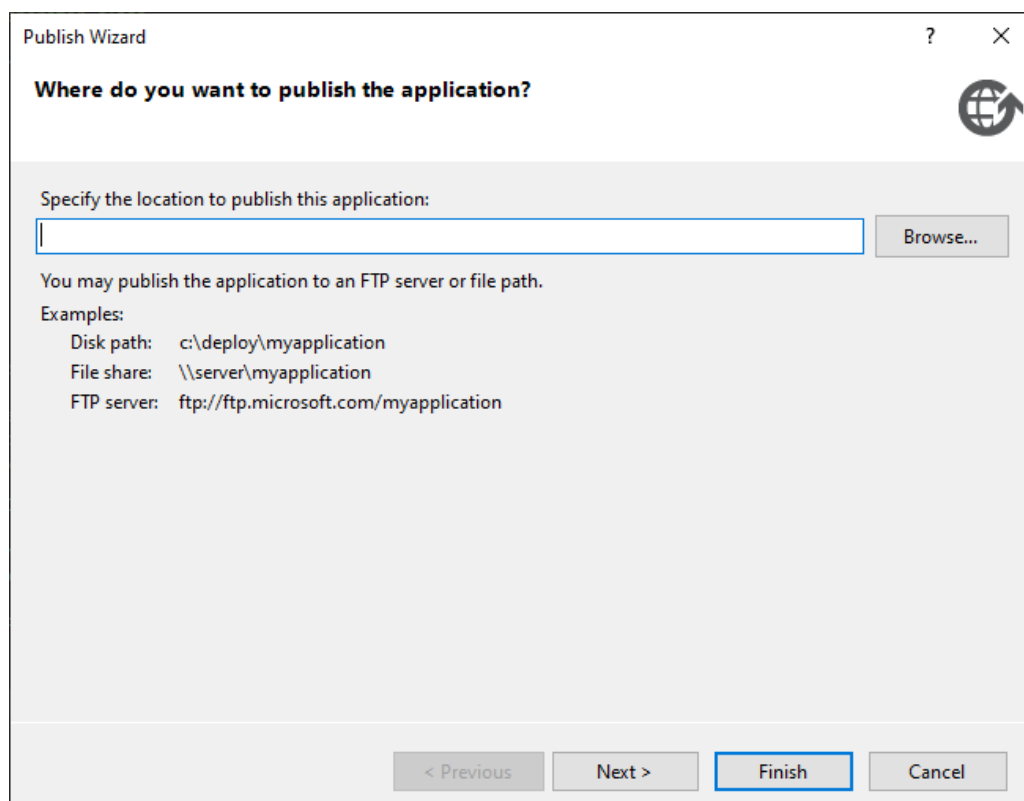 Publish Wizard
?
Where do you want to publish the application?
Specify the location to publish this application:
Browse...
You may publish the application to an FTP server or file path.
Examples:
Disk path: c:\deploy\myapplication
File share: \\server\myapplication
FTP server: ftp://ftp.microsoft.com/myapplication
< Previous Next > Finish Cancel